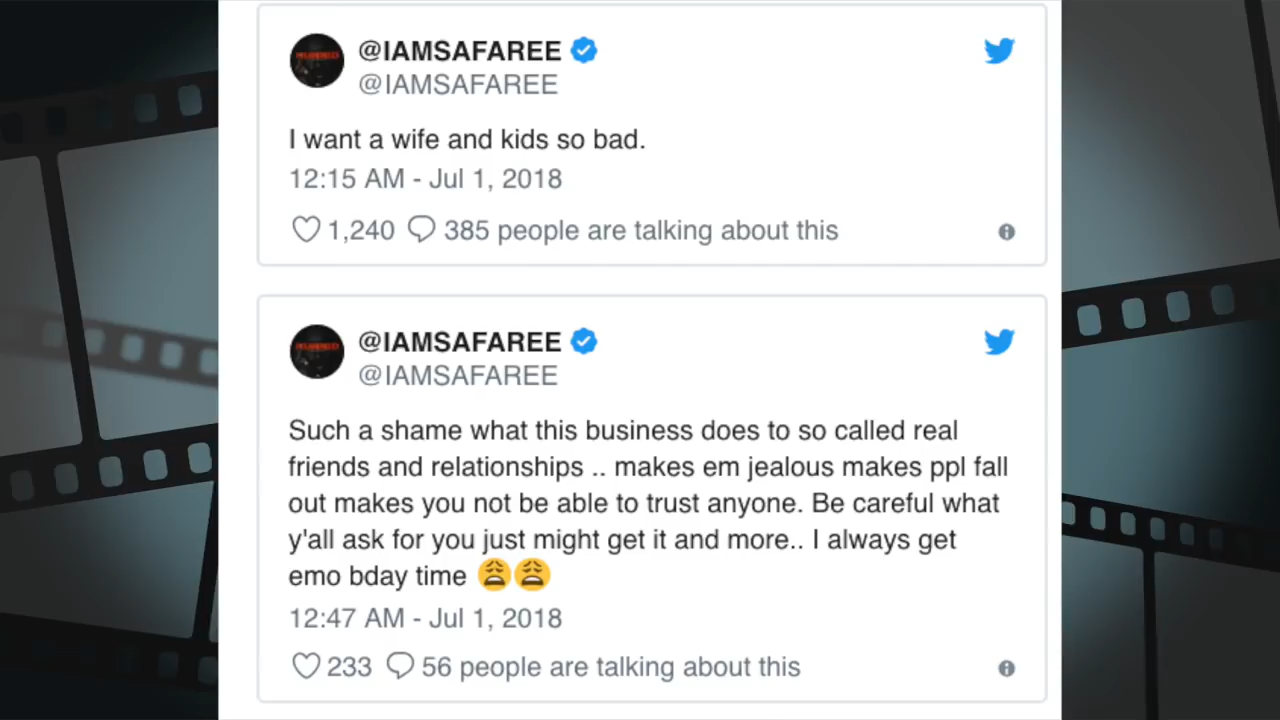 @IAMSAFAREE
@IAMSAFAREE
I want a wife and kids so bad.
12:15 AM - Jul 1, 2018
1,240 385 people are talking about this
@IAMSAFAREE
@IAMSAFAREE
Such a shame what this business does to so called real
friends and relationships .. makes em jealous makes ppl fall
out makes you not be able to trust anyone. Be careful what
y'all ask for you just might get it and more.. I always get
emo bday time 😩😩
12:47 AM - Jul 1, 2018
233 56 people are talking about this